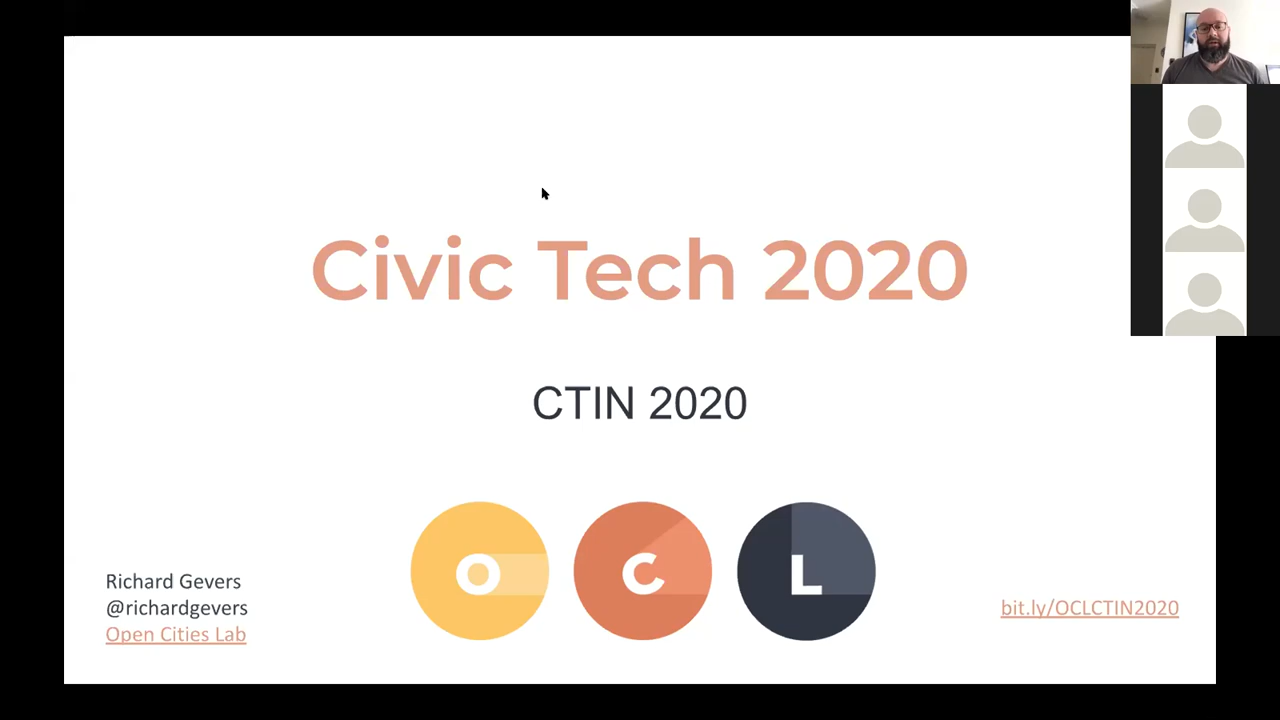 Civic Tech 2020
CTIN 2020
O C L
Richard Gevers
@richardgevers
Open Cities Lab
bit.ly/OCLCTIN2020